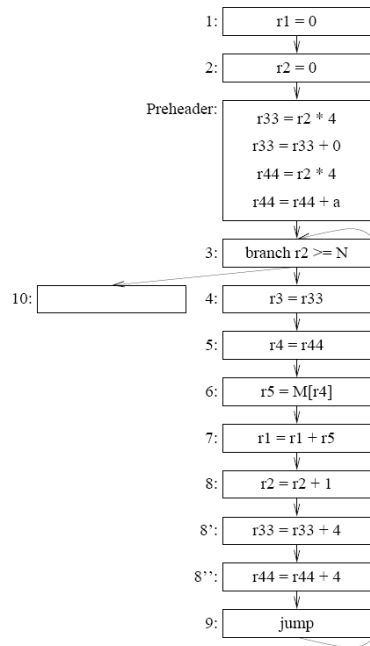 1: r1 = 0
2: r2 = 0
Preheader:
r33 = r2 * 4
r33 = r33 + 0
r44 = r2 * 4
r44 = r44 + a
3: branch r2 >= N
10:
4: r3 = r33
5: r4 = r44
6: r5 = M[r4]
7: r1 = r1 + r5
8: r2 = r2 + 1
8': r33 = r33 + 4
8'': r44 = r44 + 4
9: jump